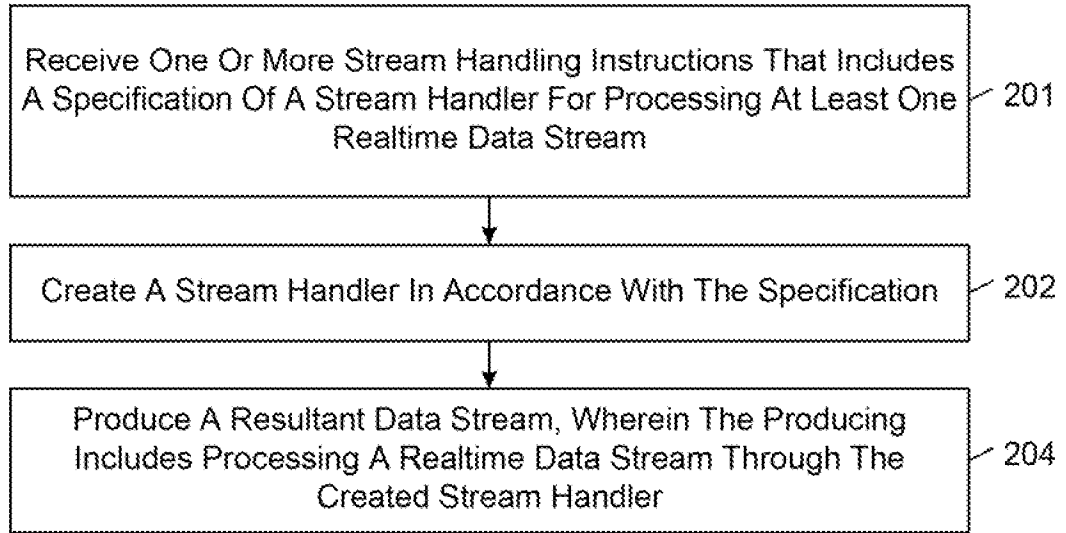 Receive One Or More Stream Handling Instructions That Includes
A Specification Of A Stream Handler For Processing At Least One
Realtime Data Stream
201
Create A Stream Handler In Accordance With The Specification
202
Produce A Resultant Data Stream, Wherein The Producing
Includes Processing A Realtime Data Stream Through The
Created Stream Handler
204